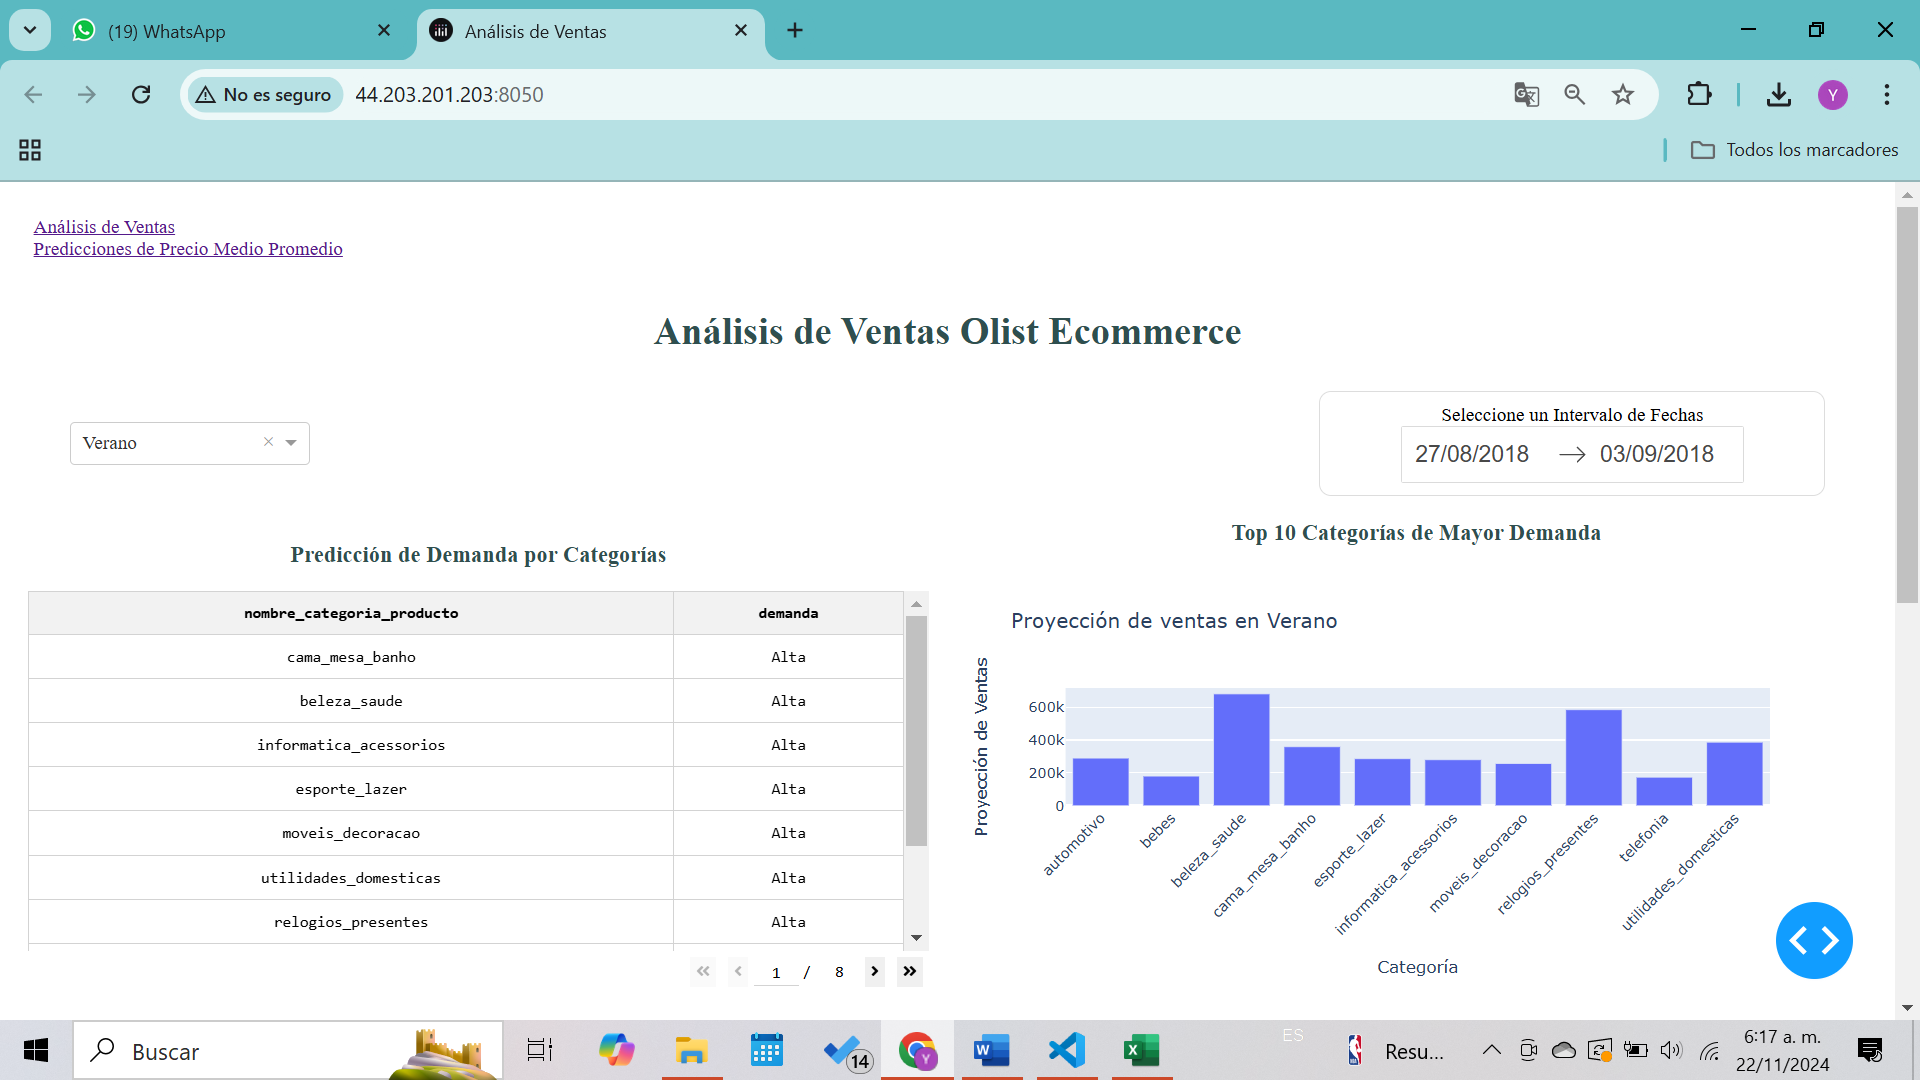 (19) WhatsApp
Análisis de Ventas
No es seguro
44.203.201.203:8050
Y
Todos los marcadores
Análisis de Ventas
Predicciones de Precio Medio Promedio
Análisis de Ventas Olist Ecommerce
Verano
Seleccione un Intervalo de Fechas
27/08/2018 → 03/09/2018
Predicción de Demanda por Categorías
nombre_categoria_producto demanda
cama_mesa_banho Alta
beleza_saude Alta
informatica_acessorios Alta
esporte_lazer Alta
moveis_decoracao Alta
utilidades_domesticas Alta
relogios_presentes Alta
1 / 8
Top 10 Categorías de Mayor Demanda
Proyección de ventas en Verano
Proyección de Ventas
600k
400k
200k
0
automotivo
bebes
beleza_saude
cama_mesa_banho
esporte_lazer
informatica_acessorios
moveis_decoracao
relogios_presentes
telefonia
utilidades_domesticas
Categoría
Buscar
14
Y
ES
Resu...
6:17 a. m.
22/11/2024